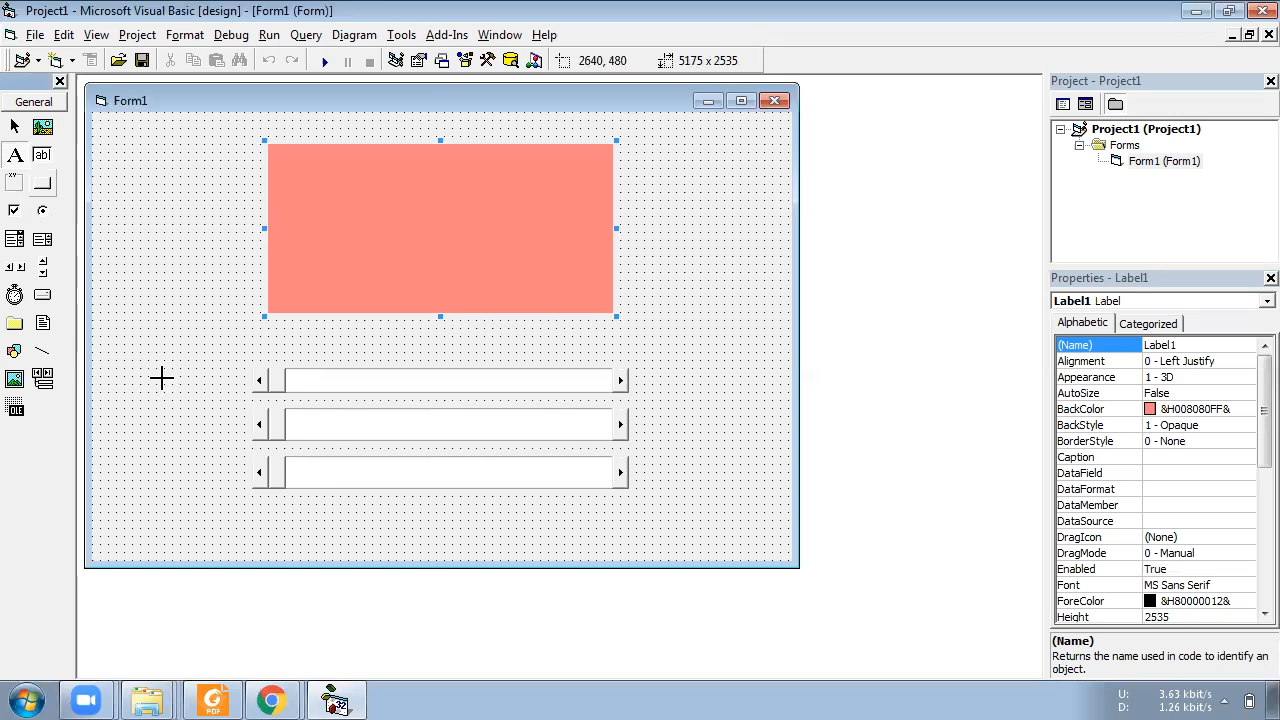 Project1 - Microsoft Visual Basic [design] - [Form1 (Form)]
File Edit View Project Format Debug Run Query Diagram Tools Add-Ins Window Help
2640, 480 5175 x 2535
General
A ab|
OLE
Form1
Project - Project1
Project1 (Project1)
Forms
Form1 (Form1)
Properties - Label1
Label1 Label
Alphabetic Categorized
(Name) Label1
Alignment 0 - Left Justify
Appearance 1 - 3D
AutoSize False
BackColor &H008080FF&
BackStyle 1 - Opaque
BorderStyle 0 - None
Caption
DataField
DataFormat
DataMember
DataSource
DragIcon (None)
DragMode 0 - Manual
Enabled True
Font MS Sans Serif
ForeColor &H80000012&
Height 2535
(Name)
Returns the name used in code to identify an
object.
32
U: 3.63 kbit/s
D: 1.26 kbit/s